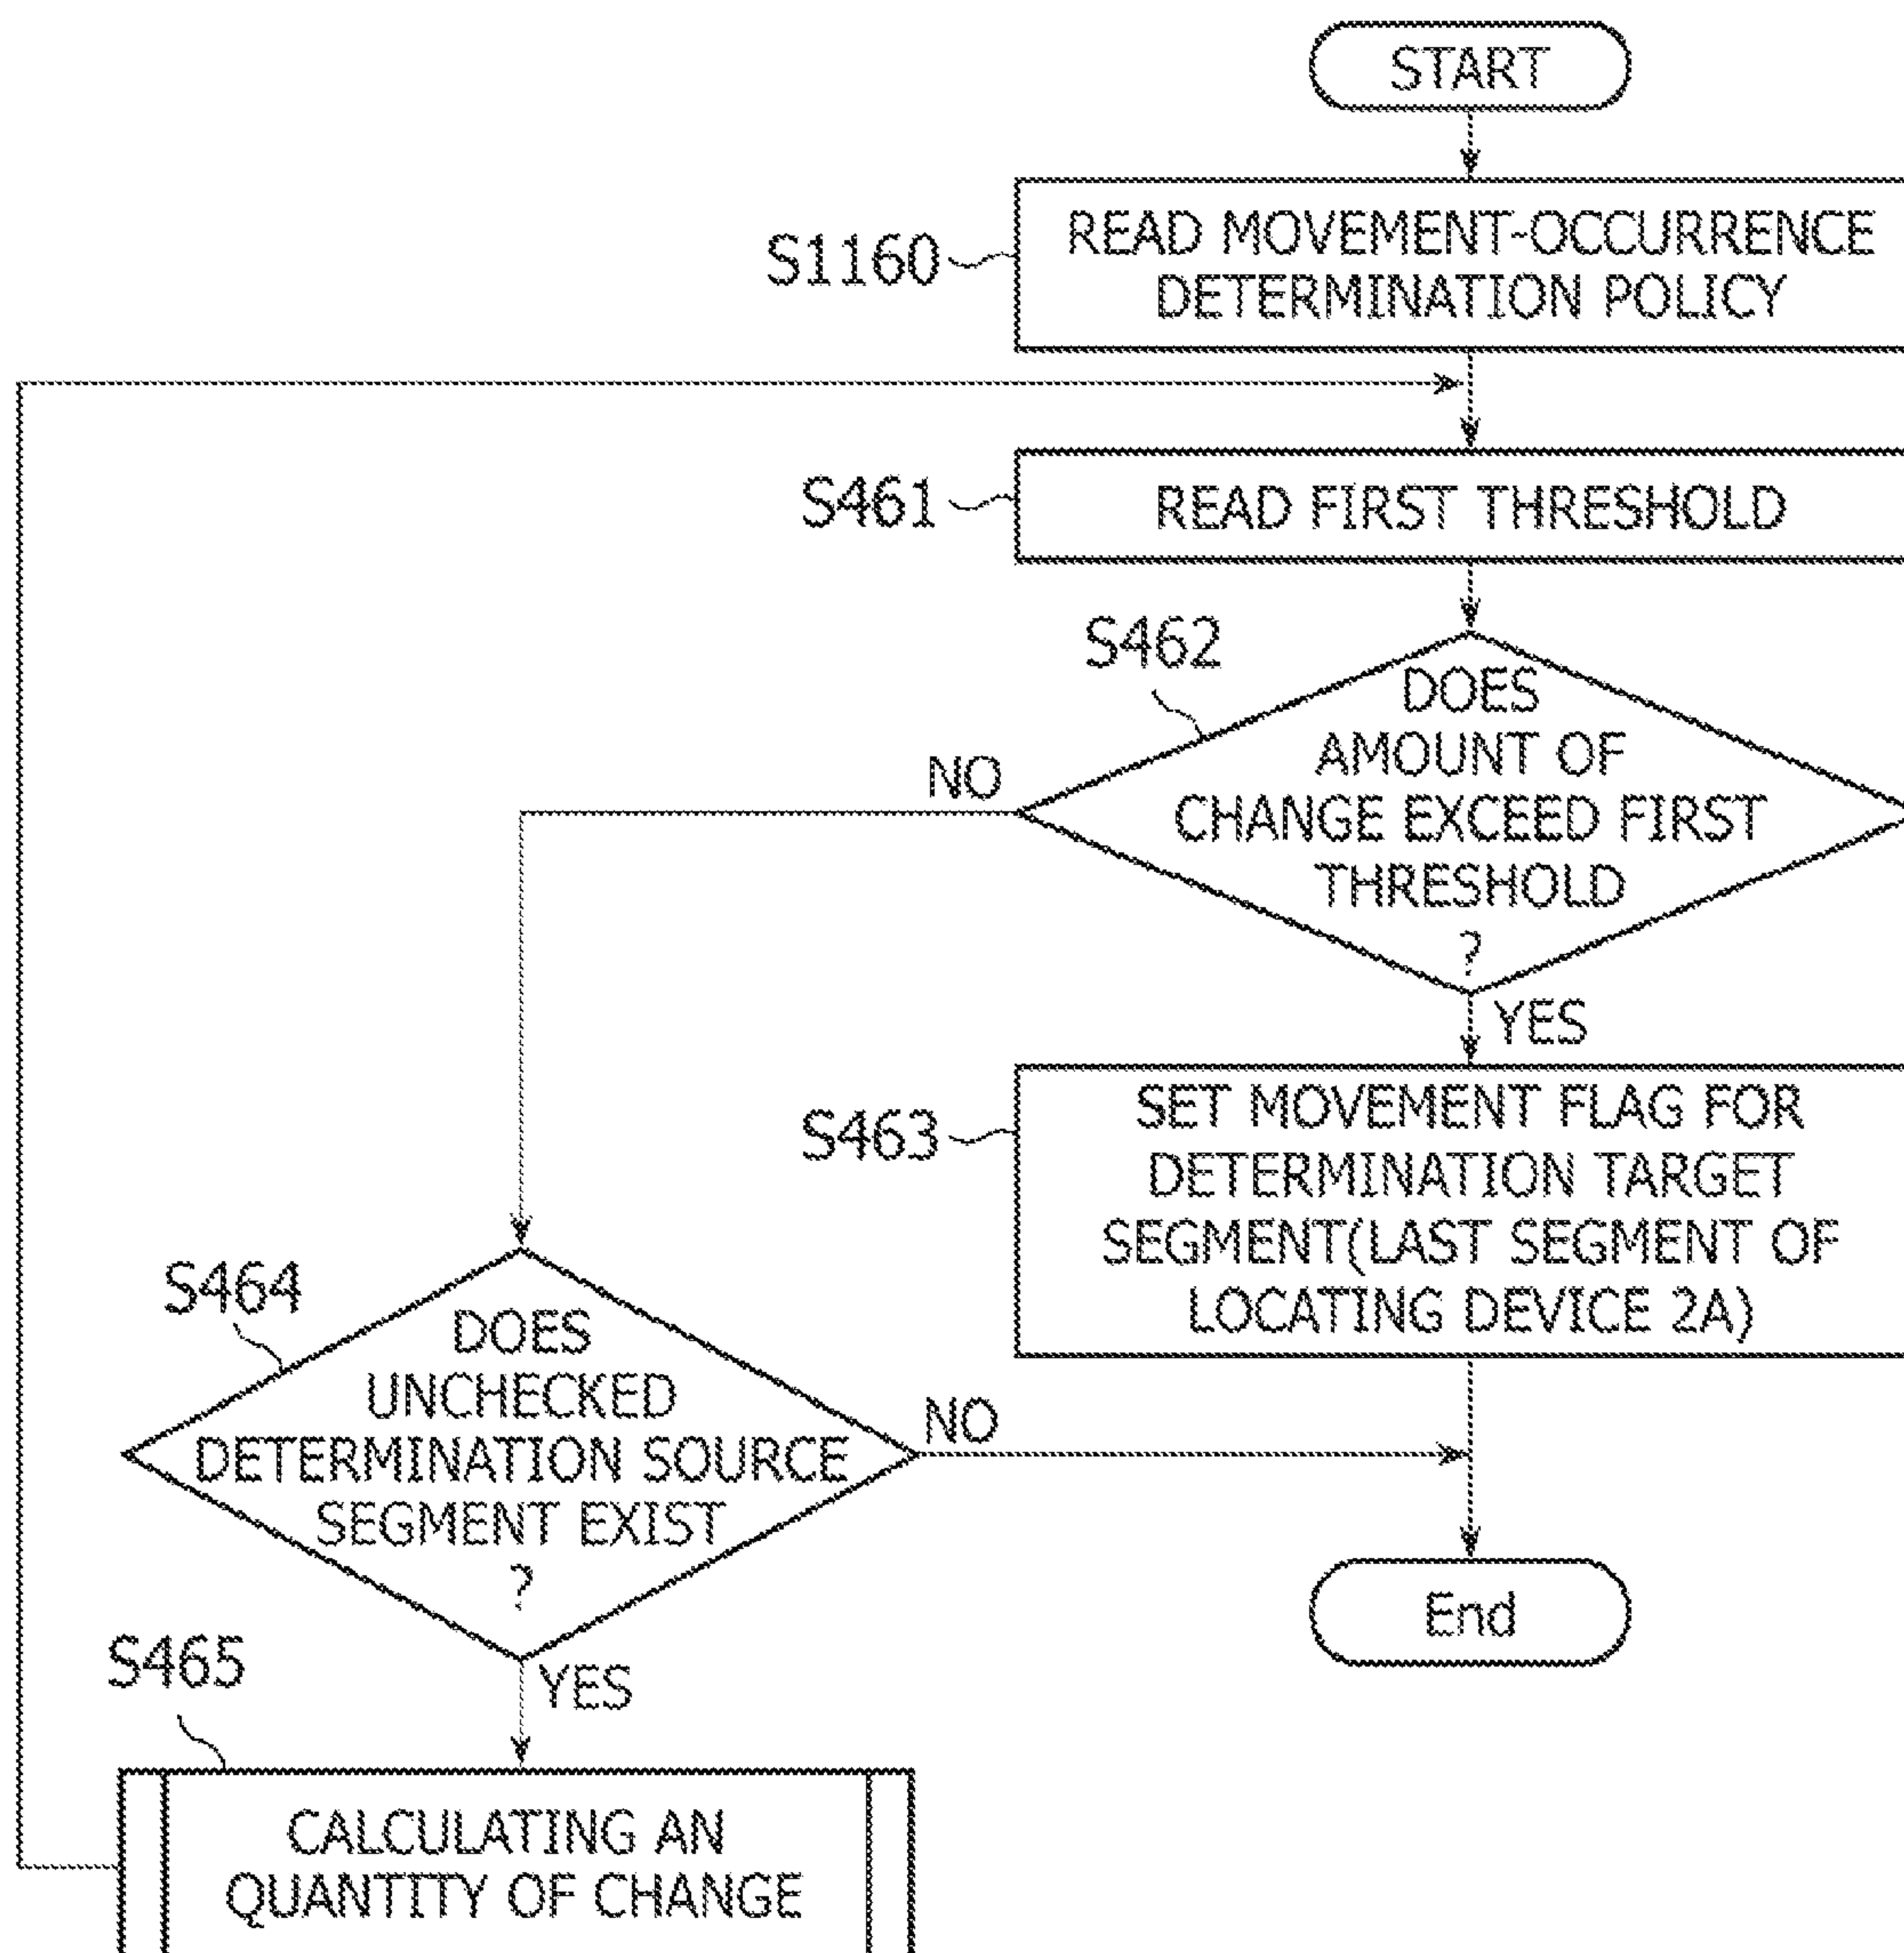 START
S1160
READ MOVEMENT-OCCURRENCE
DETERMINATION POLICY
S461
READ FIRST THRESHOLD
S462
DOES
AMOUNT OF
CHANGE EXCEED FIRST
THRESHOLD
?
NO
YES
S463
SET MOVEMENT FLAG FOR
DETERMINATION TARGET
SEGMENT(LAST SEGMENT OF
LOCATING DEVICE 2A)
S464
DOES
UNCHECKED
DETERMINATION SOURCE
SEGMENT EXIST
?
NO
YES
End
S465
CALCULATING AN
QUANTITY OF CHANGE